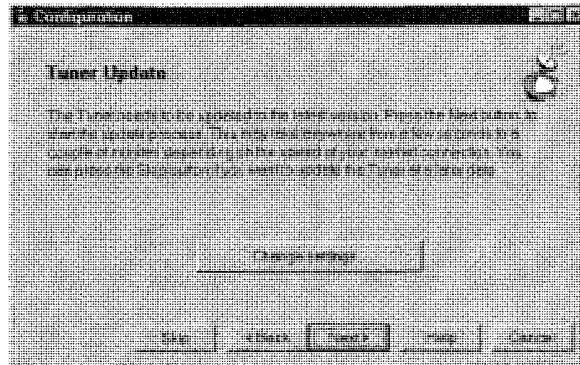 Configuration
Tuner Update
The Tuner needs to be updated to the latest version. Press the Next button to
start the update process. This may take anywhere from a few seconds to a
couple of minutes depending on the speed of your network connection. You
can press the Skip button if you want to update the Tuner at a later date.
Change settings
Skip
< Back
Next >
Help
Cancel